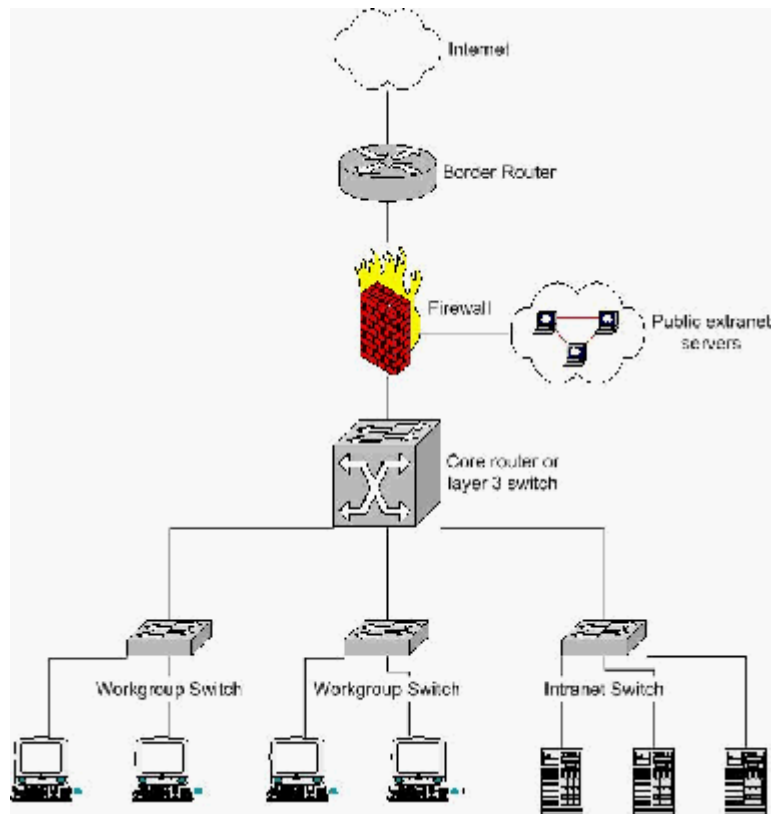 Internet
Border Router
Firewall
Public extranet
servers
Core router or
layer 3 switch
Workgroup Switch
Workgroup Switch
Intranet Switch